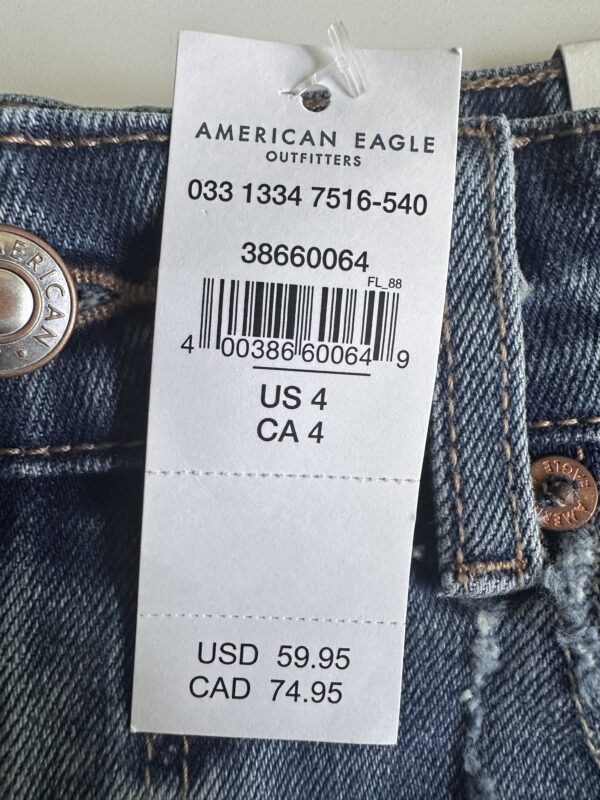 AMERICAN EAGLE
OUTFITTERS
033 1334 7516-540
38660064
FL_88
4 00386 60064 9
US 4
CA 4
USD 59.95
CAD 74.95
AMERICAN
EAGLE